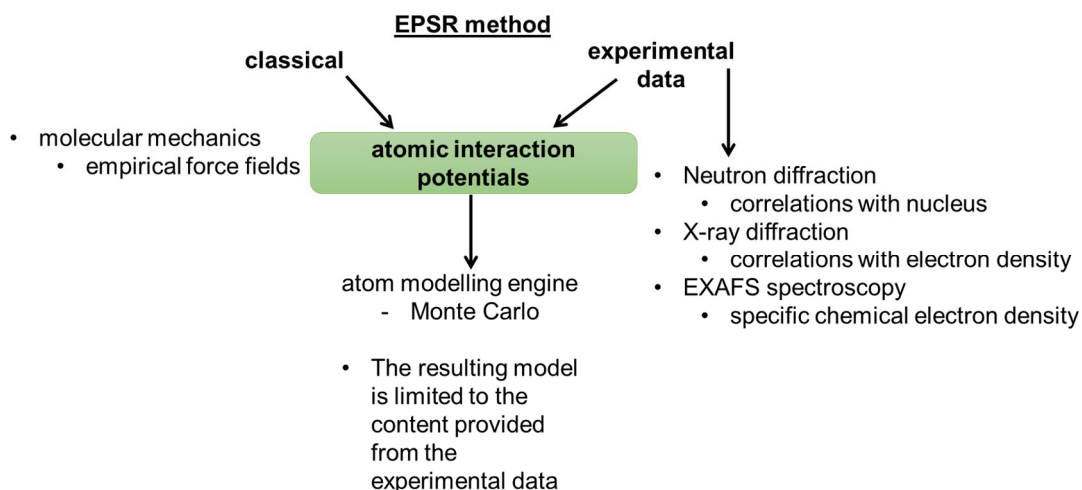 EPSR method
classical
experimental
data
• molecular mechanics
• empirical force fields
atomic interaction
potentials
• Neutron diffraction
• correlations with nucleus
• X-ray diffraction
• correlations with electron density
• EXAFS spectroscopy
• specific chemical electron density
atom modelling engine
- Monte Carlo
• The resulting model
is limited to the
content provided
from the
experimental data